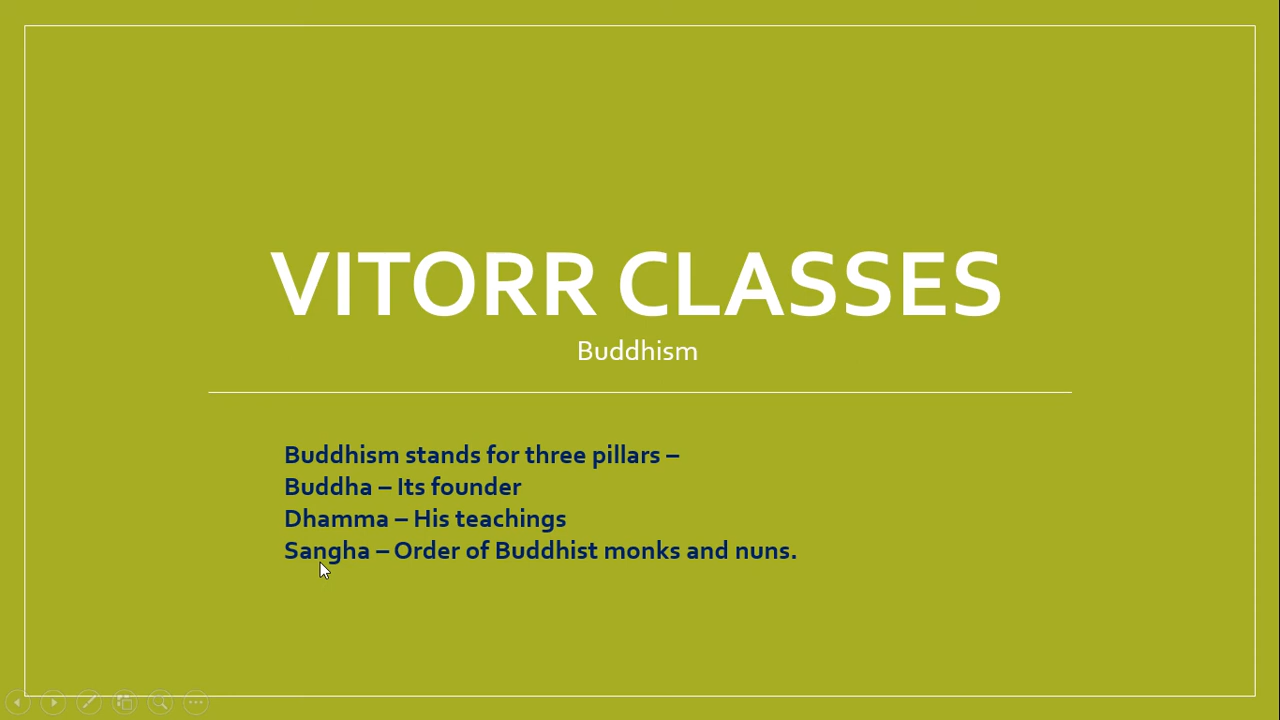 VITORR CLASSES
Buddhism
Buddhism stands for three pillars –
Buddha – Its founder
Dhamma – His teachings
Sangha – Order of Buddhist monks and nuns.